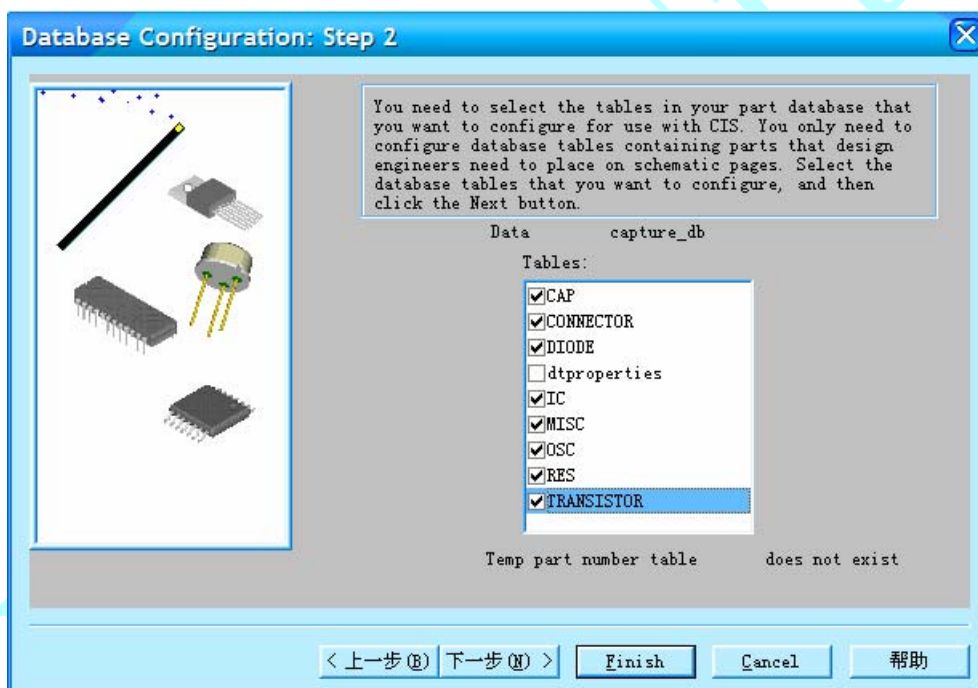 Database Configuration: Step 2
You need to select the tables in your part database that
you want to configure for use with CIS. You only need to
configure database tables containing parts that design
engineers need to place on schematic pages. Select the
database tables that you want to configure, and then
click the Next button.
Data capture_db
Tables:
CAP
CONNECTOR
DIODE
dtproperties
IC
MISC
OSC
RES
TRANSISTOR
Temp part number table does not exist
< 上一步(B) 下一步(N) > Finish Cancel 帮助